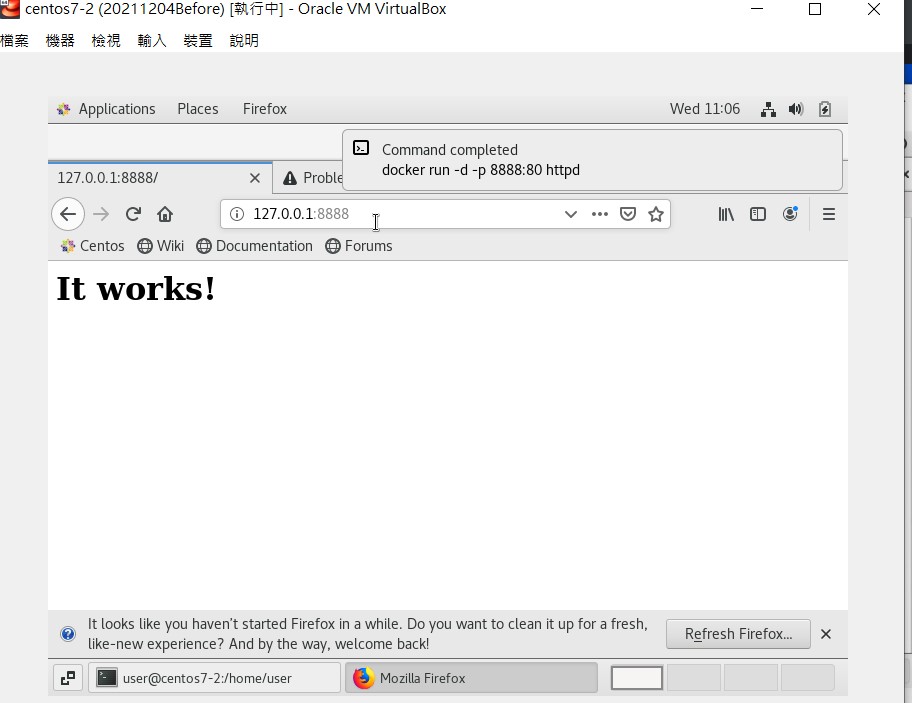 centos7-2 (20211204Before) [執行中] - Oracle VM VirtualBox
檔案 機器 檢視 輸入 裝置 說明
Applications Places Firefox Wed 11:06
Command completed
docker run -d -p 8888:80 httpd
127.0.0.1:8888/
127.0.0.1:8888
Centos Wiki Documentation Forums
It works!
It looks like you haven’t started Firefox in a while. Do you want to clean it up for a fresh,
like-new experience? And by the way, welcome back!
Refresh Firefox...
user@centos7-2:/home/user Mozilla Firefox